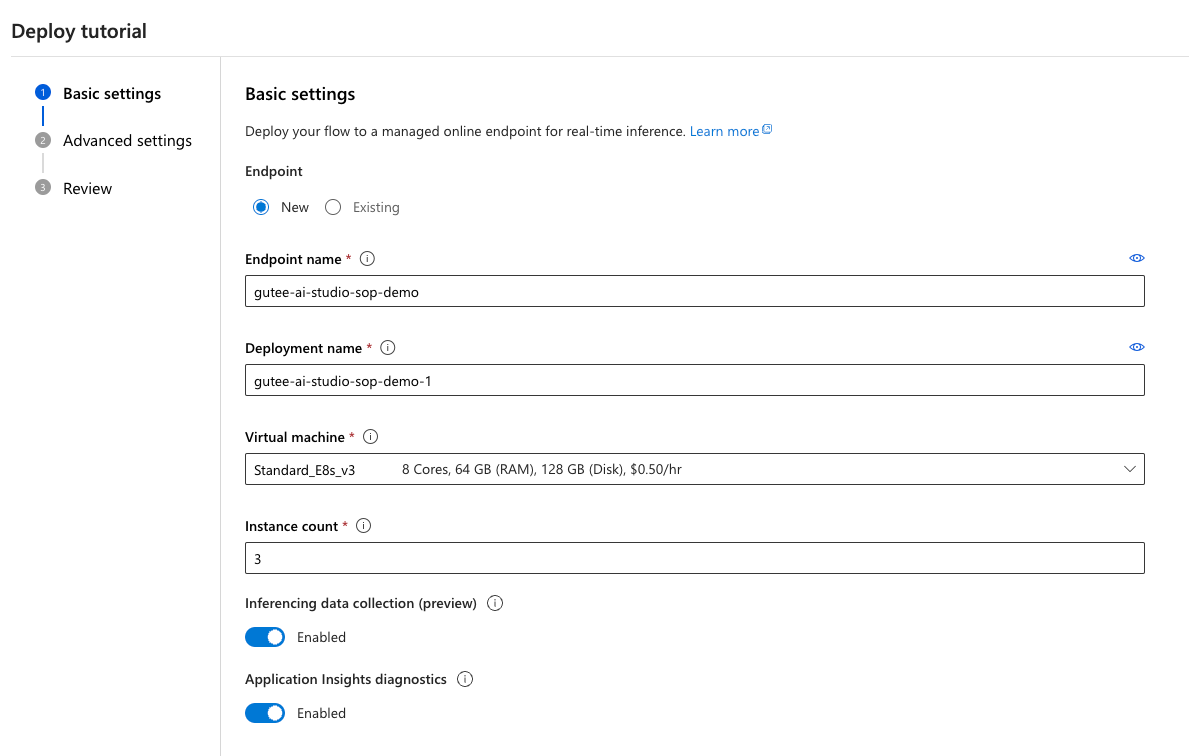 Deploy tutorial
1 Basic settings
2 Advanced settings
3 Review
Basic settings
Deploy your flow to a managed online endpoint for real-time inference. Learn more
Endpoint
New Existing
Endpoint name *
gutee-ai-studio-sop-demo
Deployment name *
gutee-ai-studio-sop-demo-1
Virtual machine *
Standard_E8s_v3 8 Cores, 64 GB (RAM), 128 GB (Disk), $0.50/hr
Instance count *
3
Inferencing data collection (preview)
Enabled
Application Insights diagnostics
Enabled